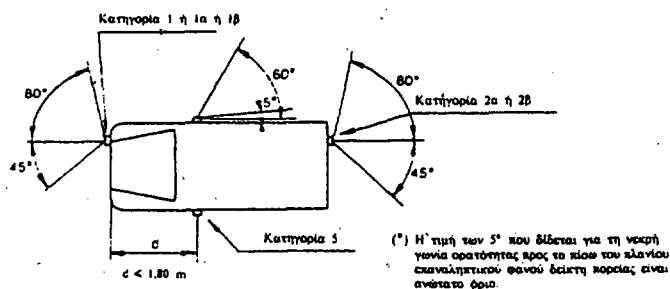 Κατηγορία 1 ή 1α ή 1β
80°
45°
60°
5°
80°
Κατήγορία 2α ή 2β
45°
d
d < 1,80 m
Κατηγορία 5
(*) Η τιμή των 5° που δίδεται για τη νεκρή
γωνία ορατότητας προς τα πίσω του πλανίου
επαναληπτικού φανού δείκτη πορείας είναι
ανώτατο όριο.